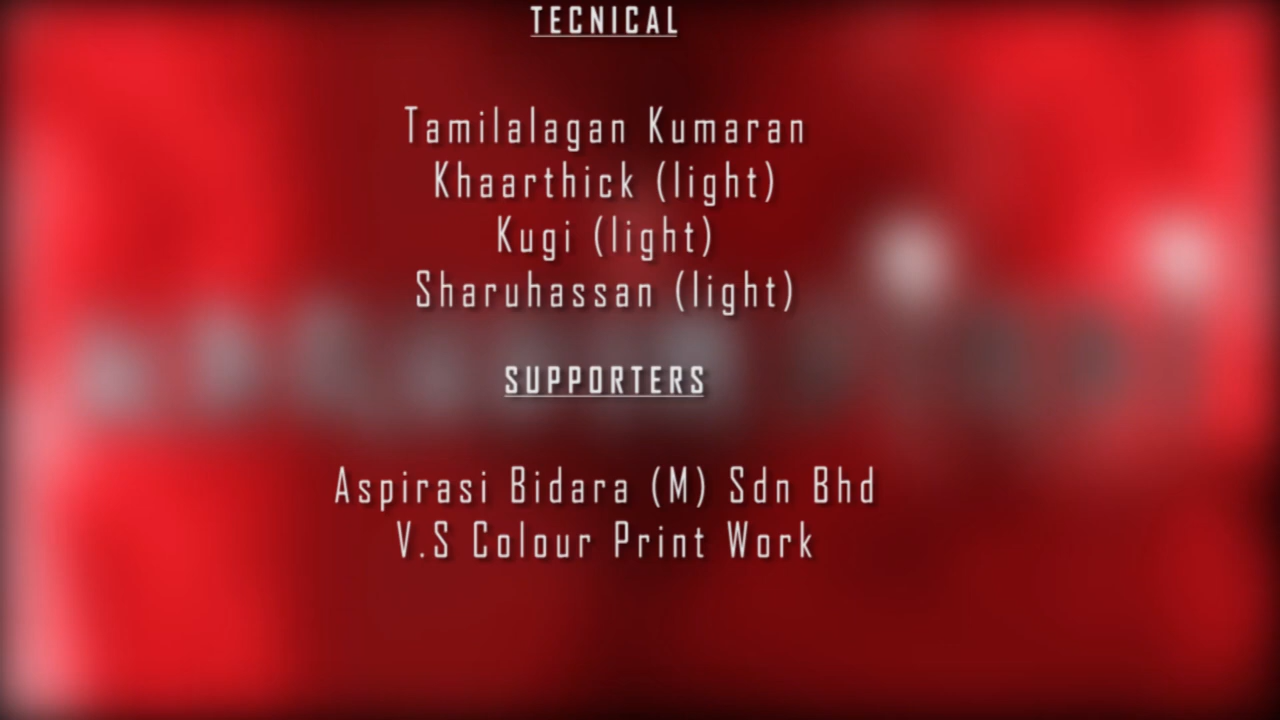 TECNICAL
Tamilalagan Kumaran
Khaarthick (light)
Kugi (light)
Sharuhassan (light)
SUPPORTERS
Aspirasi Bidara (M) Sdn Bhd
V.S Colour Print Work